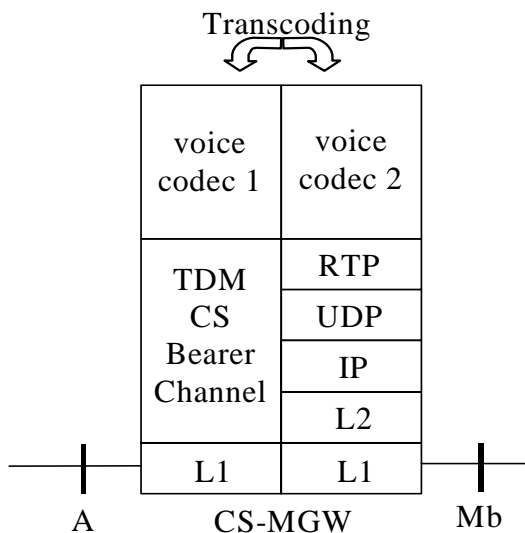 Transcoding
voice
codec 1
voice
codec 2
TDM
CS
Bearer
Channel
RTP
UDP
IP
L2
L1
L1
A
CS-MGW
Mb